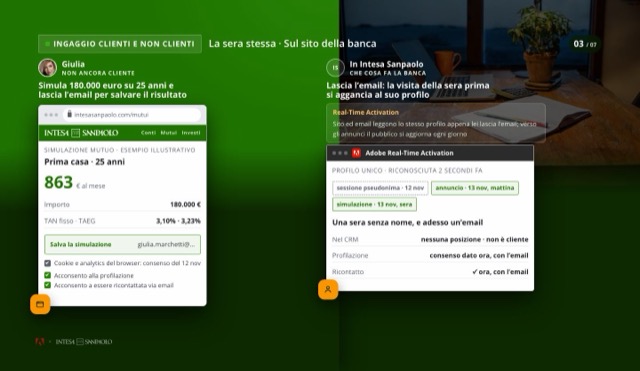 INGAGGIO CLIENTI E NON CLIENTI
La sera stessa · Sul sito della banca
03 / 07
Giulia
NON ANCORA CLIENTE
Simula 180.000 euro su 25 anni e
lascia l'email per salvare il risultato
intesasanpaolo.com/mutui
INTESA SANPAOLO
Conti Mutui Investi
SIMULAZIONE MUTUO · ESEMPIO ILLUSTRATIVO
Prima casa · 25 anni
863 € al mese
Importo 180.000 €
TAN fisso · TAEG 3,10% · 3,23%
Salva la simulazione giulia.marchetti@...
Cookie e analytics del browser: consenso del 12 nov
Acconsento alla profilazione
Acconsento a essere ricontattata via email
INTESA SANPAOLO
IS
In Intesa Sanpaolo
CHE COSA FA LA BANCA
Lascia l'email: la visita della sera prima
si aggancia al suo profilo
Real-Time Activation
Sito ed email leggono lo stesso profilo appena lei lascia l'email; verso
gli annunci il pubblico si aggiorna ogni giorno
Adobe Real-Time Activation
PROFILO UNICO · RICONOSCIUTA 2 SECONDI FA
sessione pseudonima · 12 nov
annuncio · 13 nov, mattina
simulazione · 13 nov, sera
Una sera senza nome, e adesso un'email
Nel CRM nessuna posizione · non è cliente
Profilazione consenso dato ora, con l'email
Ricontatto ✓ ora, con l'email